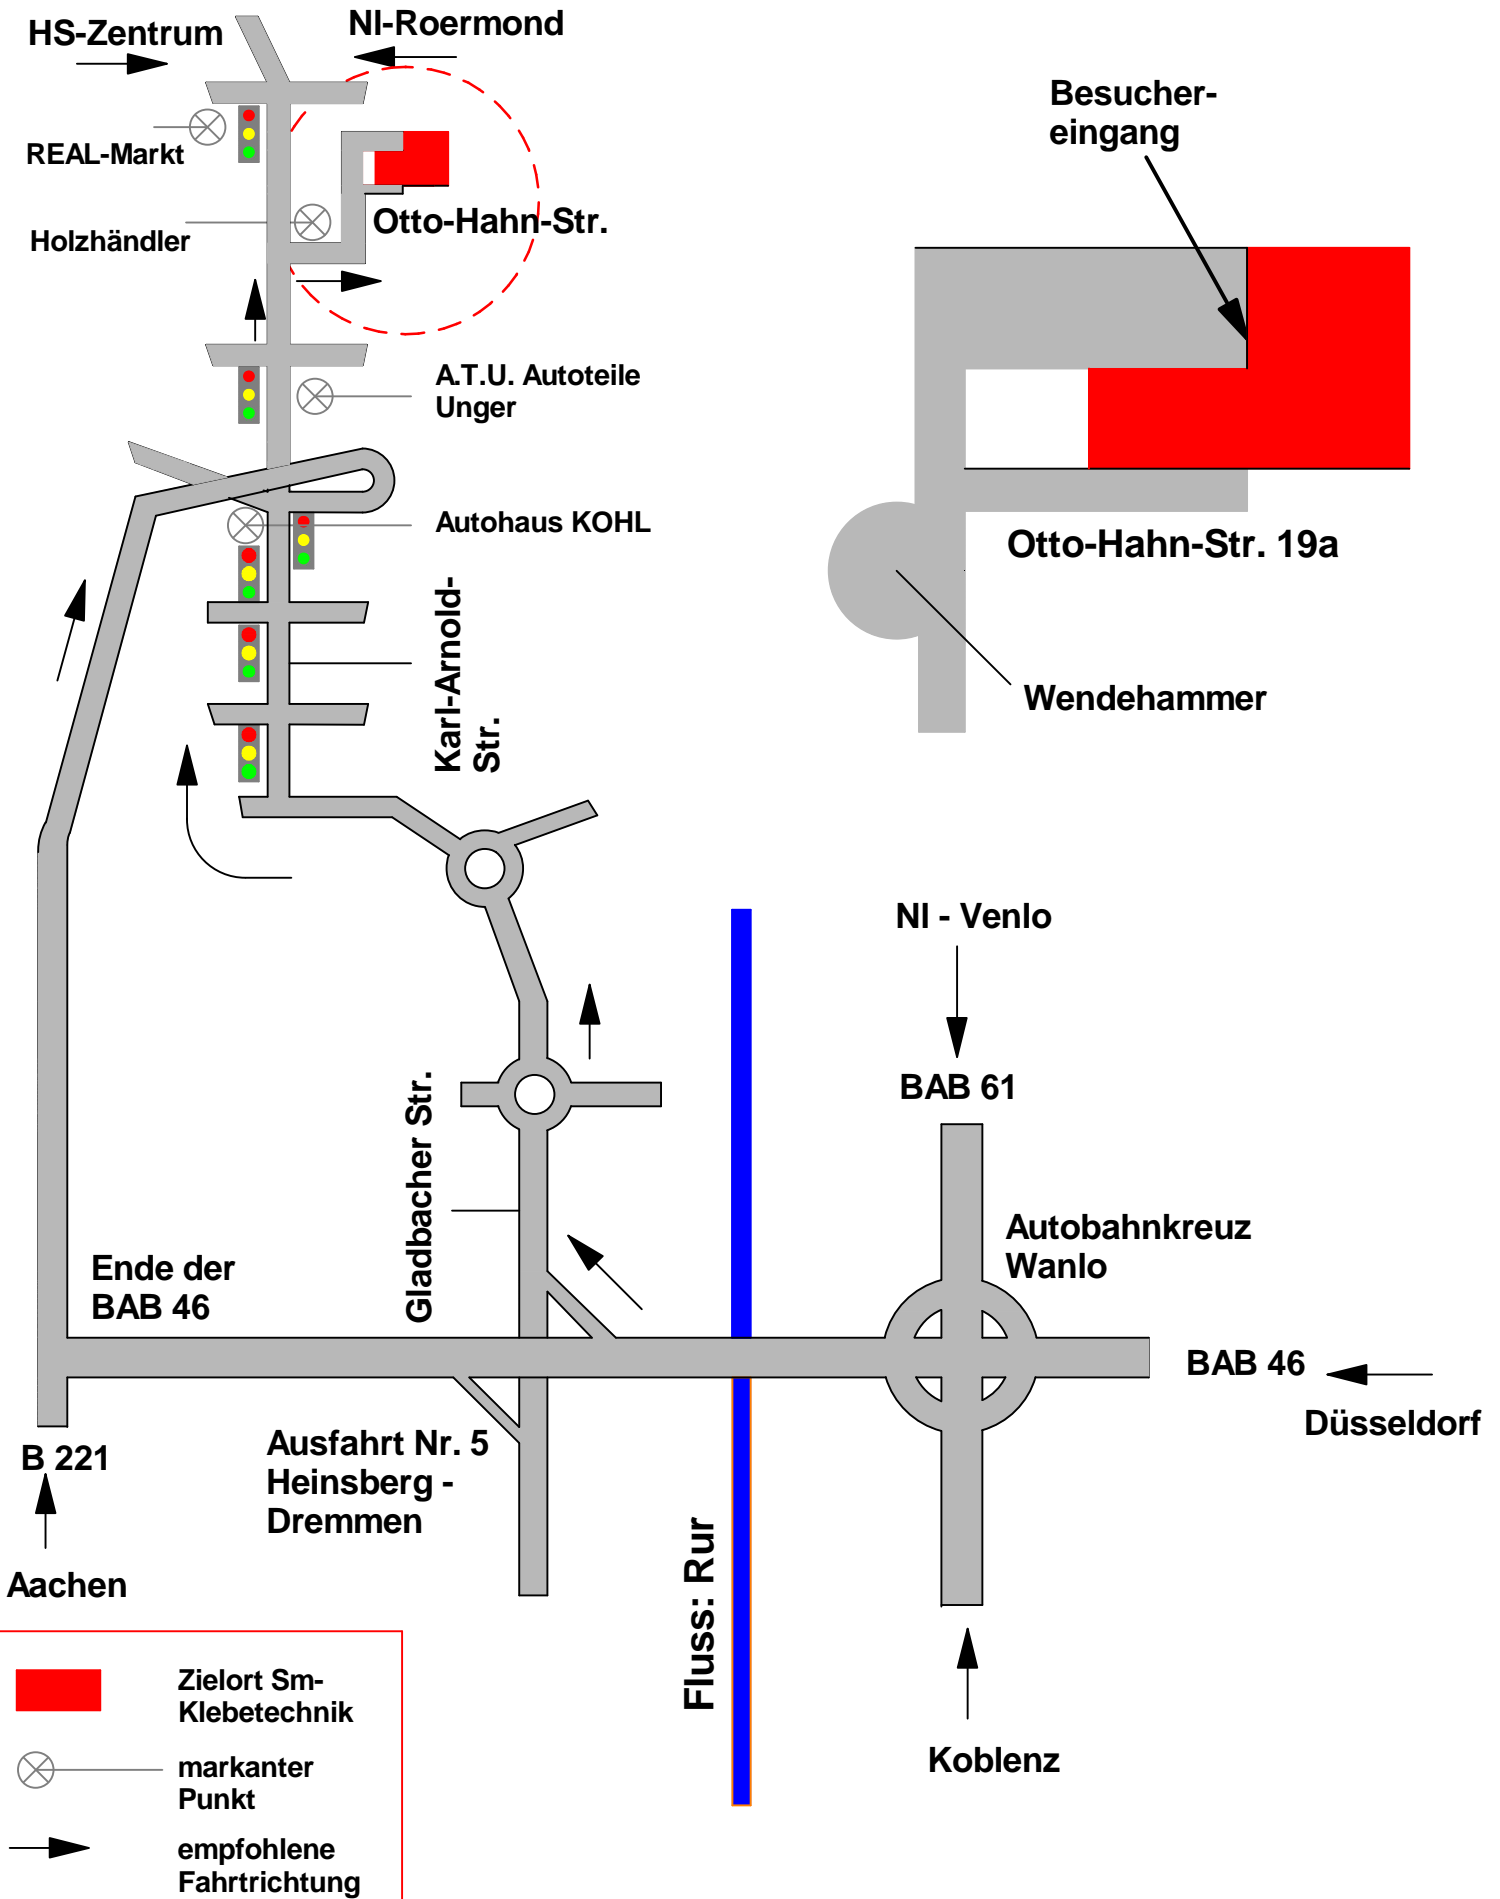 HS-Zentrum
NI-Roermond
REAL-Markt
Holzhändler
Otto-Hahn-Str.
A.T.U. Autoteile
Unger
Autohaus KOHL
Karl-Arnold-
Str.
Besucher-
eingang
Otto-Hahn-Str. 19a
Wendehammer
NI - Venlo
BAB 61
Gladbacher Str.
Autobahnkreuz
Wanlo
Ende der
BAB 46
BAB 46
Düsseldorf
B 221
Ausfahrt Nr. 5
Heinsberg -
Dremmen
Aachen
Fluss: Rur
Koblenz
Zielort Sm-
Klebetechnik
markanter
Punkt
empfohlene
Fahrtrichtung